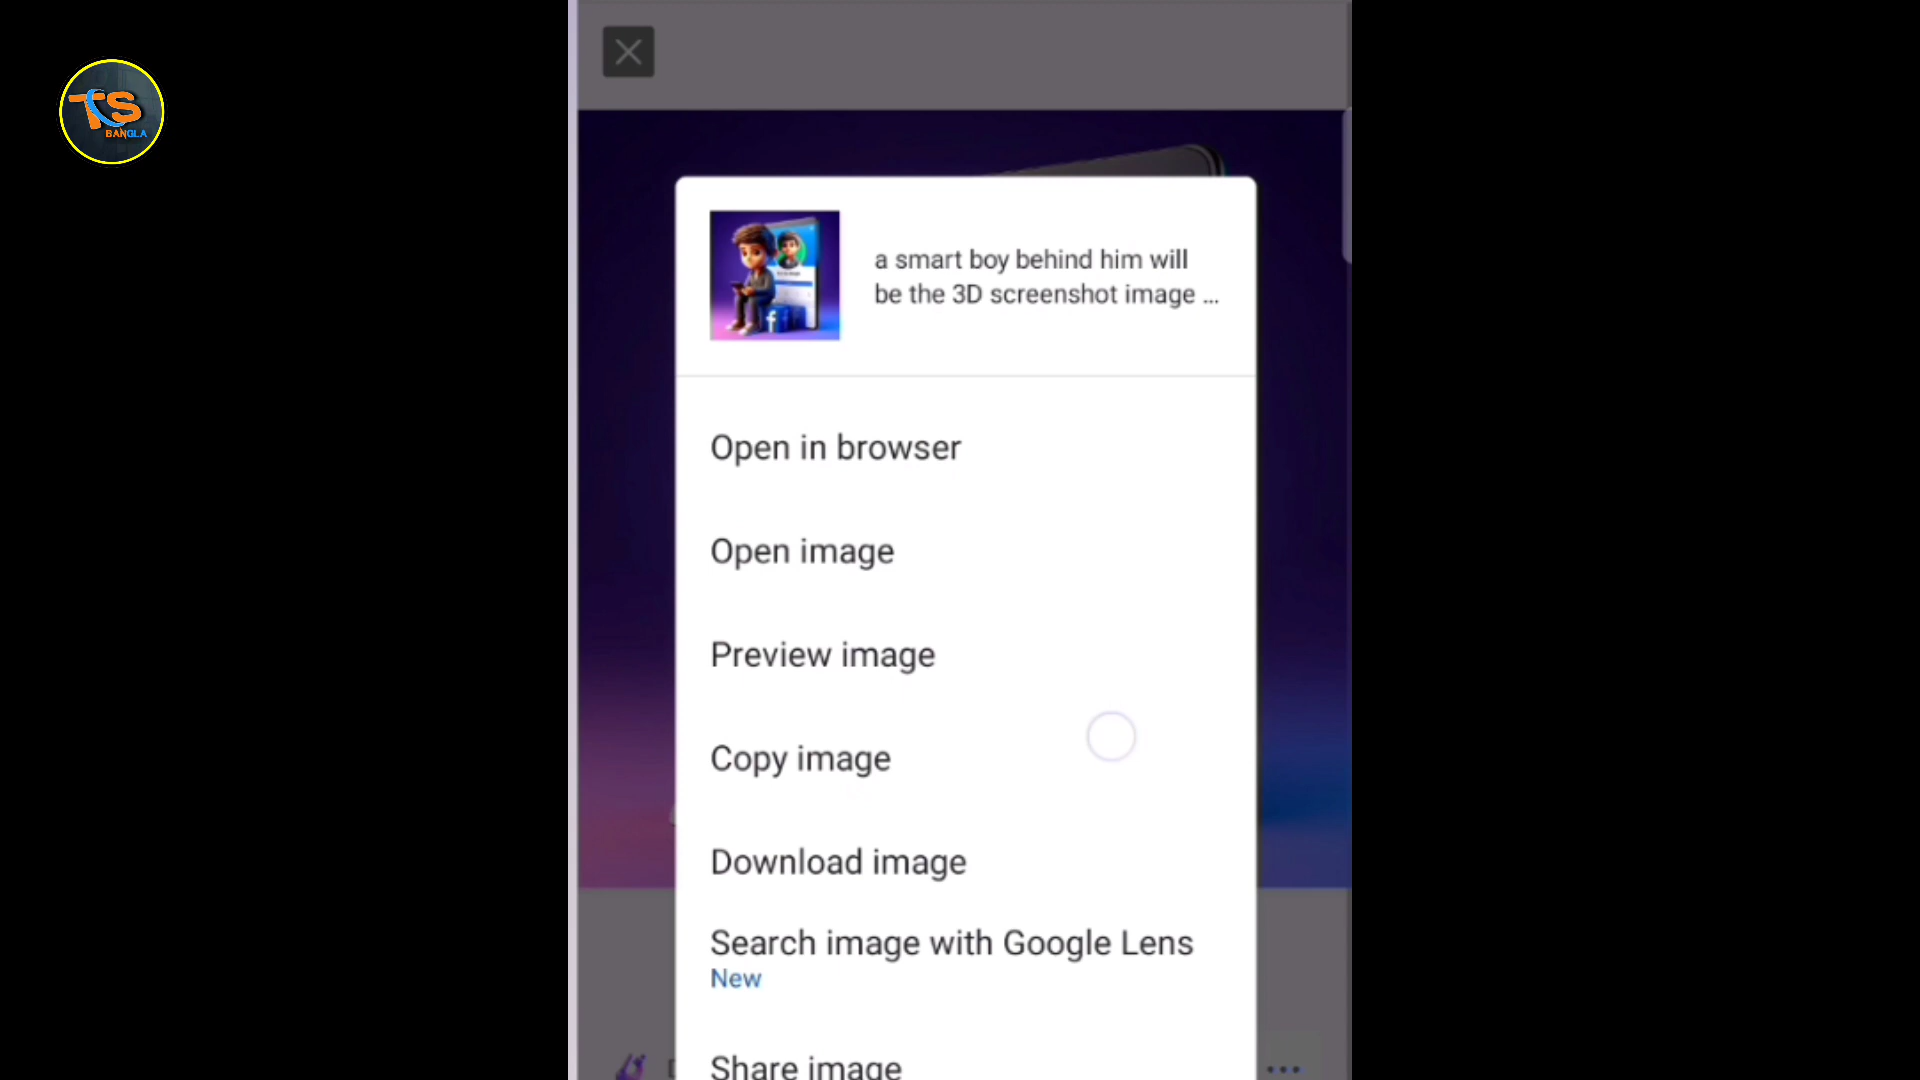 TS
BANGLA
a smart boy behind him will
be the 3D screenshot image ...
Open in browser
Open image
Preview image
Copy image
Download image
Search image with Google Lens
New
Share image